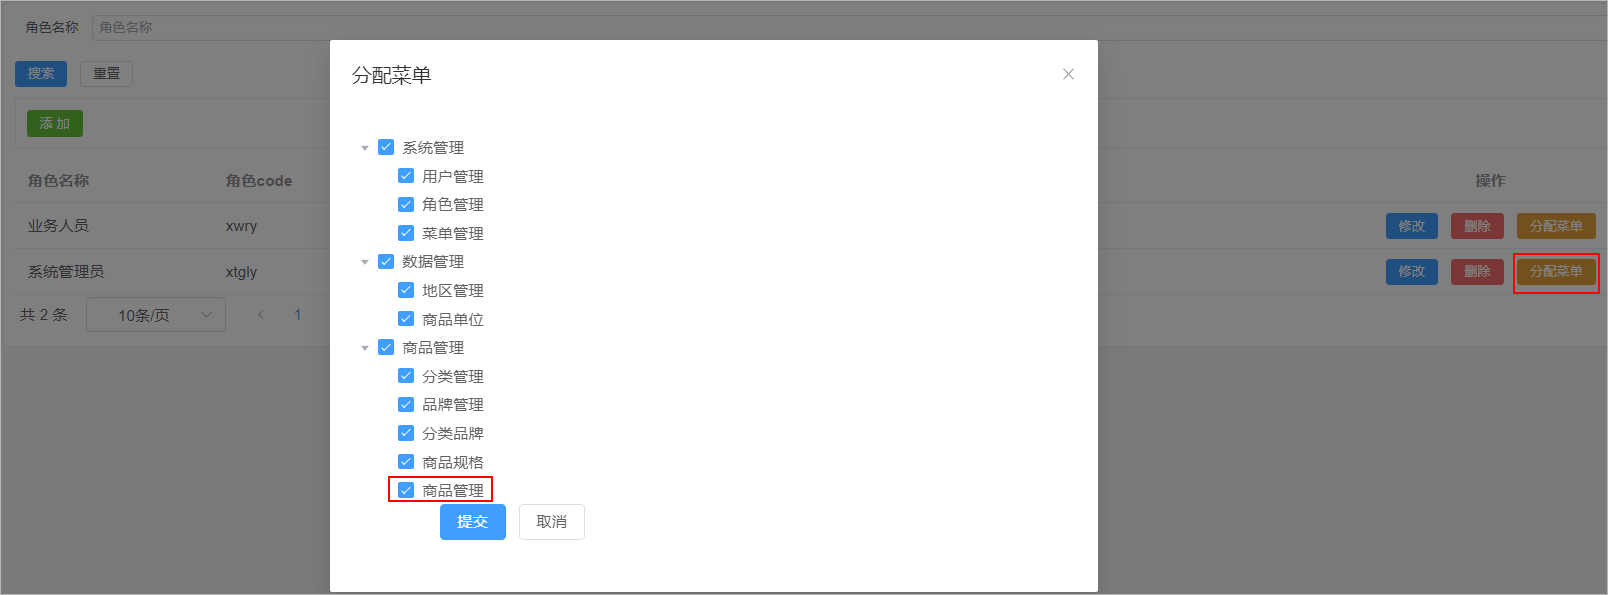 角色名称 角色名称
搜索 重置
添加
角色名称 角色code 操作
业务人员 xwry 修改 删除 分配菜单
系统管理员 xtgly 修改 删除 分配菜单
共 2 条 10条/页 1
分配菜单
系统管理
用户管理
角色管理
菜单管理
数据管理
地区管理
商品单位
商品管理
分类管理
品牌管理
分类品牌
商品规格
商品管理
提交 取消